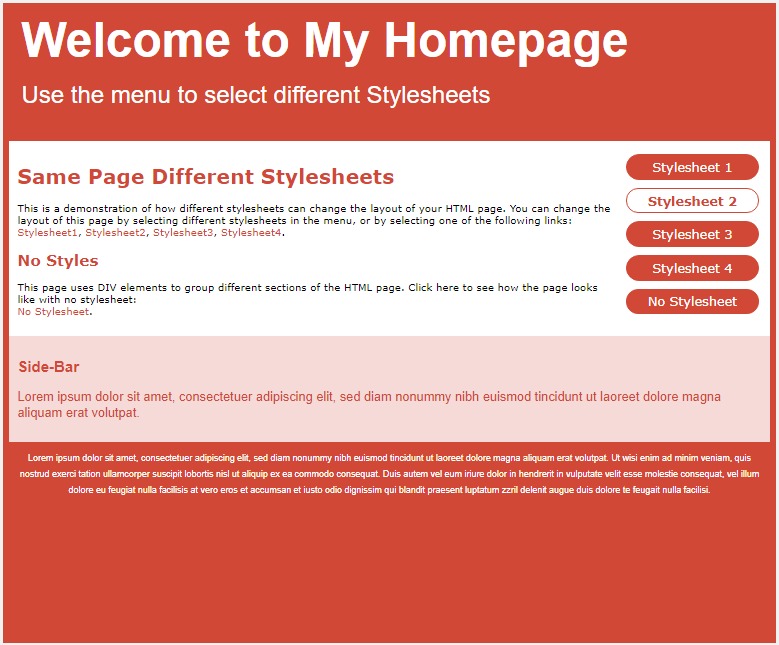 Welcome to My Homepage
Use the menu to select different Stylesheets
Same Page Different Stylesheets
This is a demonstration of how different stylesheets can change the layout of your HTML page. You can change the
layout of this page by selecting different stylesheets in the menu, or by selecting one of the following links:
Stylesheet1, Stylesheet2, Stylesheet3, Stylesheet4.
No Styles
This page uses DIV elements to group different sections of the HTML page. Click here to see how the page looks
like with no stylesheet:
No Stylesheet.
Stylesheet 1
Stylesheet 2
Stylesheet 3
Stylesheet 4
No Stylesheet
Side-Bar
Lorem ipsum dolor sit amet, consectetuer adipiscing elit, sed diam nonummy nibh euismod tincidunt ut laoreet dolore magna
aliquam erat volutpat.
Lorem ipsum dolor sit amet, consectetuer adipiscing elit, sed diam nonummy nibh euismod tincidunt ut laoreet dolore magna aliquam erat volutpat. Ut wisi enim ad minim veniam, quis
nostrud exerci tation ullamcorper suscipit lobortis nisl ut aliquip ex ea commodo consequat. Duis autem vel eum iriure dolor in hendrerit in vulputate velit esse molestie consequat, vel illum
dolore eu feugiat nulla facilisis at vero eros et accumsan et iusto odio dignissim qui blandit praesent luptatum zzril delenit augue duis dolore te feugait nulla facilisi.